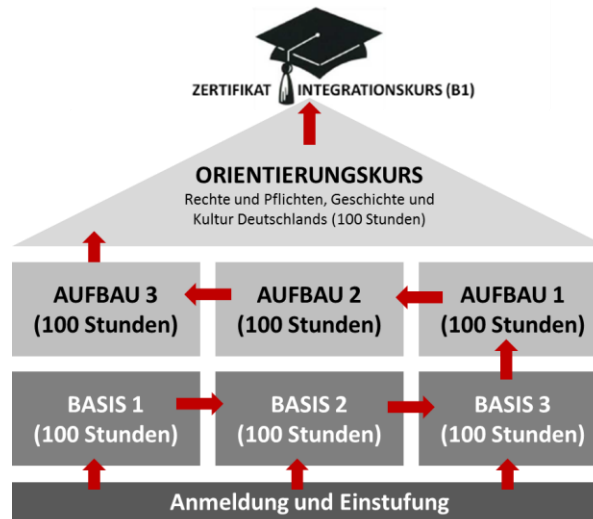 ZERTIFIKAT INTEGRATIONSKURS (B1)
ORIENTIERUNGSKURS
Rechte und Pflichten, Geschichte und
Kultur Deutschlands (100 Stunden)
AUFBAU 3
(100 Stunden)
AUFBAU 2
(100 Stunden)
AUFBAU 1
(100 Stunden)
BASIS 1
(100 Stunden)
BASIS 2
(100 Stunden)
BASIS 3
(100 Stunden)
Anmeldung und Einstufung